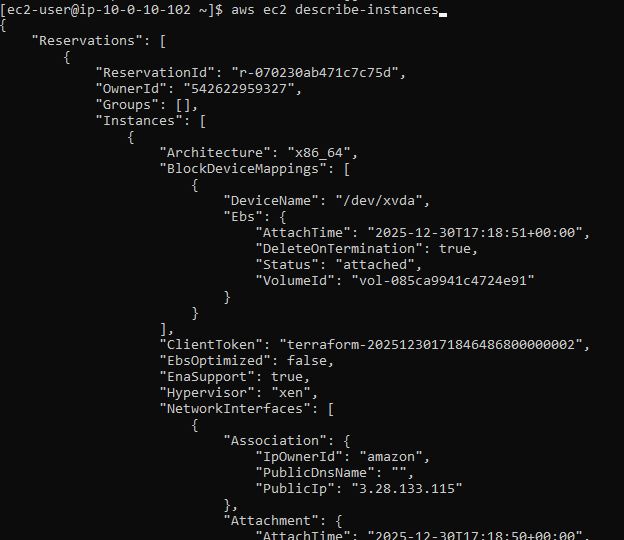 [ec2-user@ip-10-0-10-102 ~]$ aws ec2 describe-instances
{
    "Reservations": [
        {
            "ReservationId": "r-070230ab471c7c75d",
            "OwnerId": "542622959327",
            "Groups": [],
            "Instances": [
                {
                    "Architecture": "x86_64",
                    "BlockDeviceMappings": [
                        {
                            "DeviceName": "/dev/xvda",
                            "Ebs": {
                                "AttachTime": "2025-12-30T17:18:51+00:00",
                                "DeleteOnTermination": true,
                                "Status": "attached",
                                "VolumeId": "vol-085ca9941c4724e91"
                            }
                        }
                    ],
                    "ClientToken": "terraform-20251230171846486800000002",
                    "EbsOptimized": false,
                    "EnaSupport": true,
                    "Hypervisor": "xen",
                    "NetworkInterfaces": [
                        {
                            "Association": {
                                "IpOwnerId": "amazon",
                                "PublicDnsName": "",
                                "PublicIp": "3.28.133.115"
                            },
                            "Attachment": {
                                "AttachTime": "2025-12-30T17:18:50+00:00",